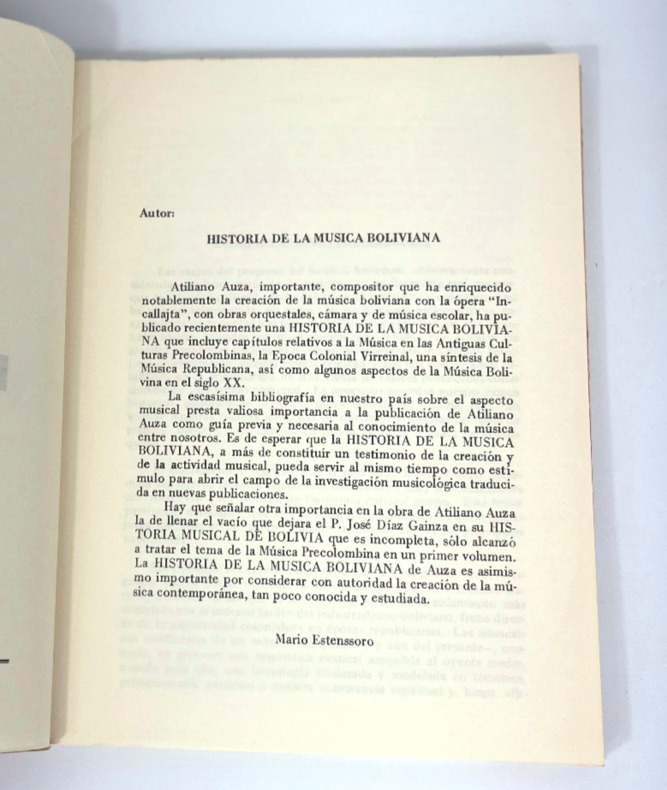 Autor:
HISTORIA DE LA MUSICA BOLIVIANA
Atiliano Auza, importante, compositor que ha enriquecido
notablemente la creación de la música boliviana con la ópera “In-
callajta”, con obras orquestales, cámara y de música escolar, ha pu-
blicado recientemente una HISTORIA DE LA MUSICA BOLIVIA-
NA que incluye capítulos relativos a la Música en las Antiguas Cul-
turas Precolombinas, la Epoca Colonial Virreinal, una síntesis de la
Música Republicana, así como algunos aspectos de la Música Boli-
vina en el siglo XX.
La escasísima bibliografía en nuestro país sobre el aspecto
musical presta valiosa importancia a la publicación de Atiliano
Auza como guía previa y necesaria al conocimiento de la música
entre nosotros. Es de esperar que la HISTORIA DE LA MUSICA
BOLIVIANA, a más de constituir un testimonio de la creación y
de la actividad musical, pueda servir al mismo tiempo como estí-
mulo para abrir el campo de la investigación musicológica traduci-
da en nuevas publicaciones.
Hay que señalar otra importancia en la obra de Atiliano Auza
la de llenar el vacío que dejara el P. José Díaz Gainza en su HIS-
TORIA MUSICAL DE BOLIVIA que es incompleta, sólo alcanzó
a tratar el tema de la Música Precolombina en un primer volumen.
La HISTORIA DE LA MUSICA BOLIVIANA de Auza es asimis-
mo importante por considerar con autoridad la creación de la mú-
sica contemporánea, tan poco conocida y estudiada.
Mario Estenssoro